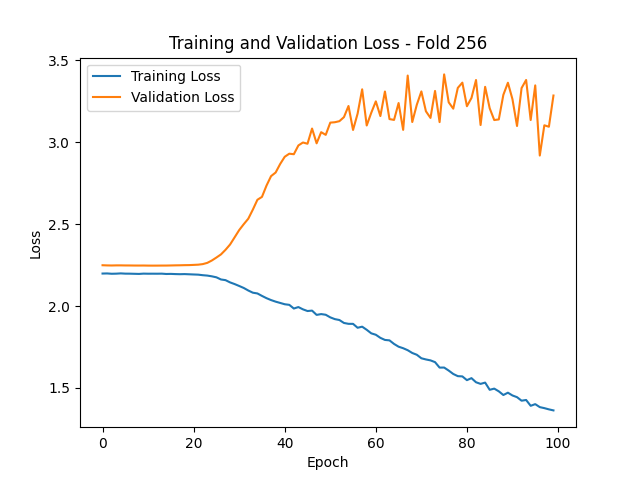 Training and Validation Loss - Fold 256
Training Loss
Validation Loss
3.5
3.0
2.5
2.0
1.5
Loss
0 20 40 60 80 100
Epoch